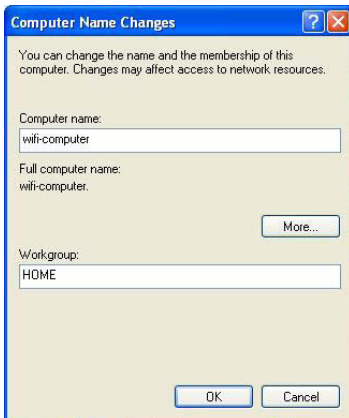 Computer Name Changes
You can change the name and the membership of this
computer. Changes may affect access to network resources.
Computer name:
wifi-computer
Full computer name:
wifi-computer.
More...
Workgroup:
HOME
OK Cancel